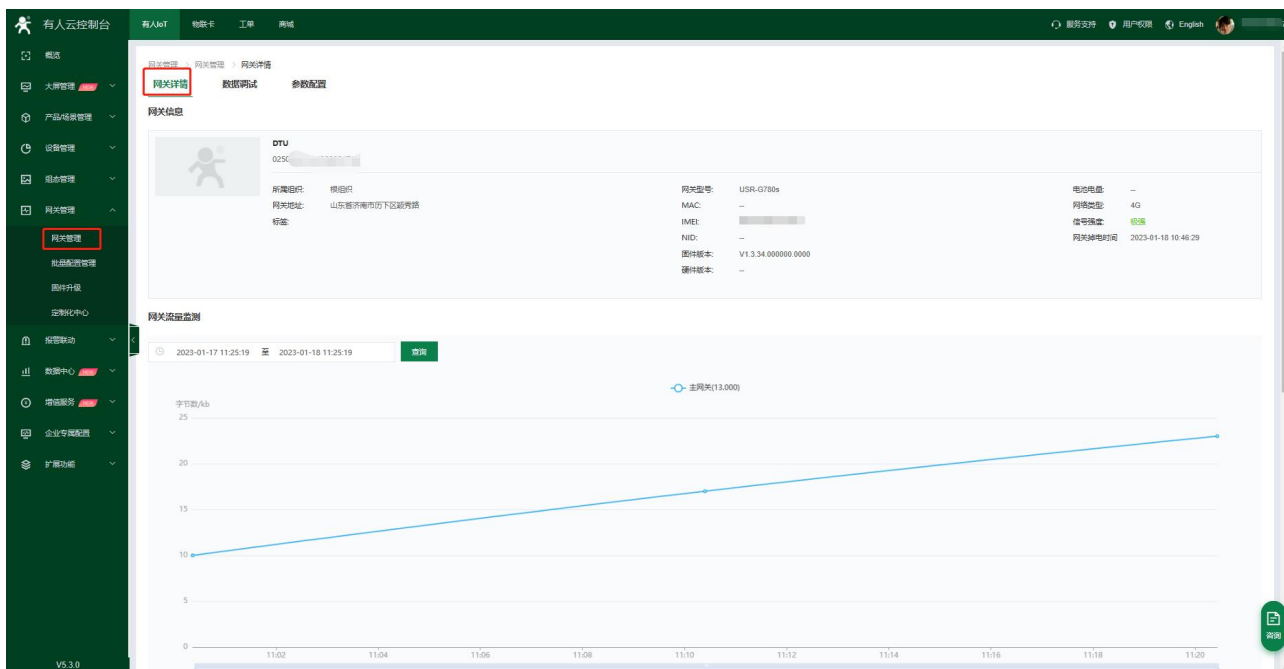 有人云控制台
有人IoT 物联卡 工单 商城
服务支持 用户权限 English
概览
大屏管理 NEW
产品/场景管理
设备管理
组态管理
网关管理
网关管理
批量配置管理
固件升级
定制化中心
报警联动
数据中心 NEW
增值服务 NEW
企业专属配置
扩展功能
V5.3.0
网关管理 > 网关管理 > 网关详情
网关详情 数据调试 参数配置
网关信息
DTU
0250
所属组织: 根组织
网关地址: 山东省济南市历下区颖秀路
标签:
网关型号: USR-G780s
MAC: --
IMEI:
NID: --
固件版本: V1.3.34.000000.0000
硬件版本: --
电池电量: --
网络类型: 4G
信号强度: 极强
网关掉电时间 2023-01-18 10:46:29
网关流量监测
2023-01-17 11:25:19 至 2023-01-18 11:25:19 查询
主网关(13.000)
字节数/kb
25
20
15
10
5
0
11:02 11:04 11:06 11:08 11:10 11:12 11:14 11:16 11:18 11:20
咨询